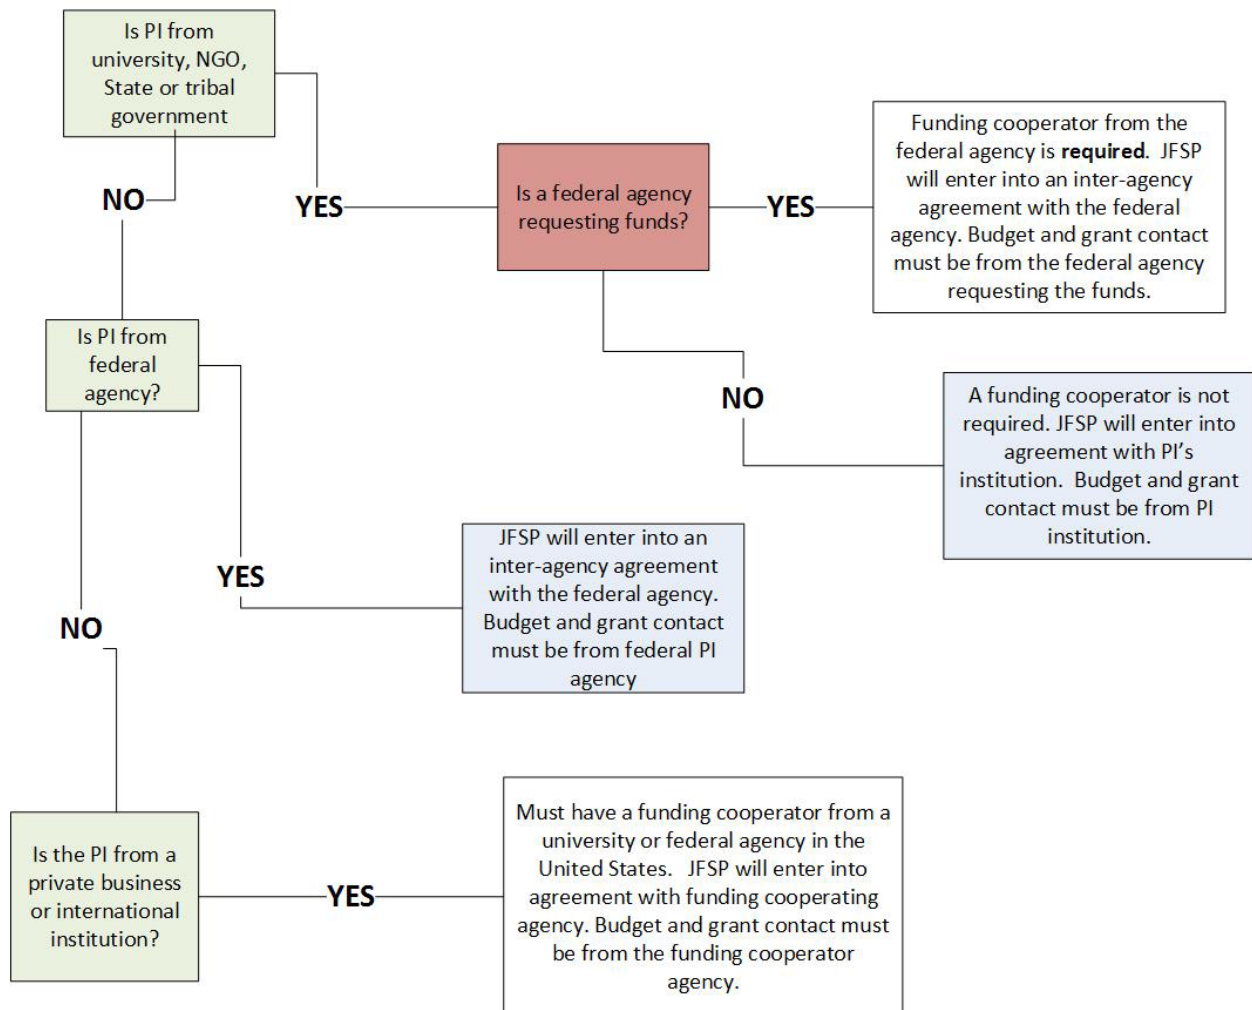 Is PI from
university, NGO,
State or tribal
government
NO
YES
Is a federal agency
requesting funds?
YES
Funding cooperator from the
federal agency is required.  JFSP
will enter into an inter-agency
agreement with the federal
agency. Budget and grant contact
must be from the federal agency
requesting the funds.
NO
A funding cooperator is not
required. JFSP will enter into
agreement with PI’s
institution.  Budget and grant
contact must be from PI
institution.
Is PI from
federal
agency?
YES
JFSP will enter into an
inter-agency agreement
with the federal agency.
Budget and grant contact
must be from federal PI
agency
NO
Is the PI from a
private business
or international
institution?
YES
Must have a funding cooperator from a
university or federal agency in the
United States.   JFSP will enter into
agreement with funding cooperating
agency. Budget and grant contact must
be from the funding cooperator
agency.